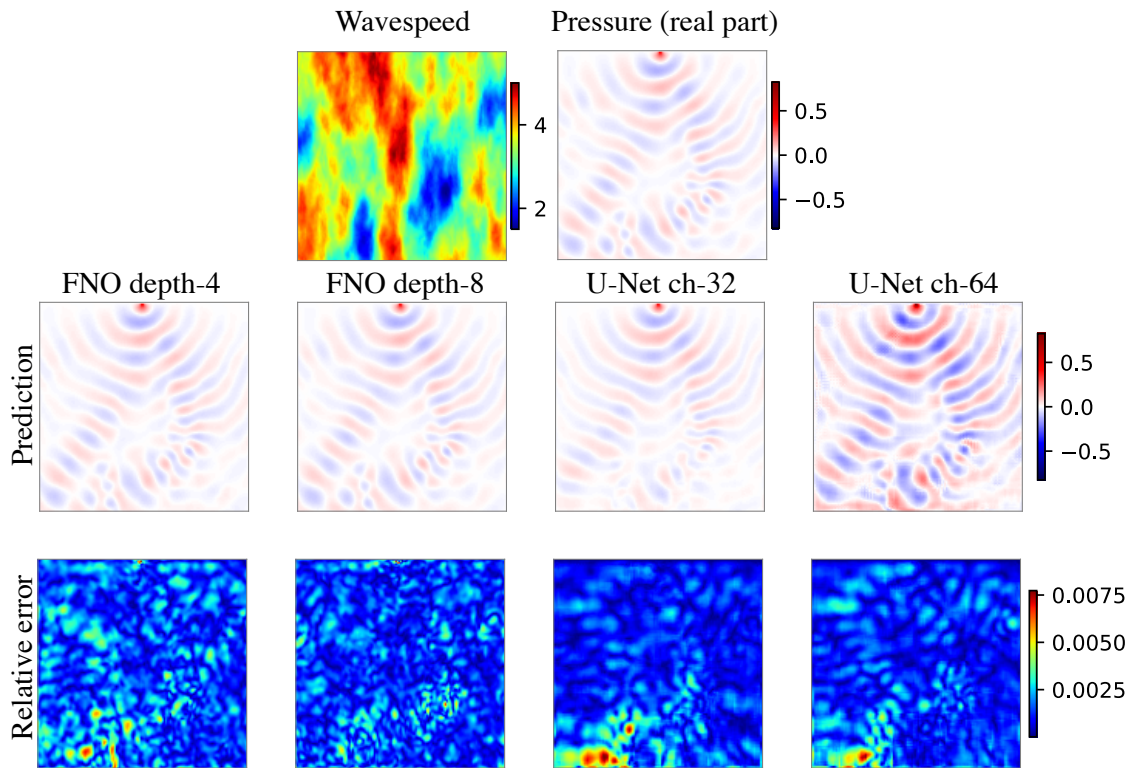 Wavespeed Pressure (real part)
4
2
0.5
0.0
−0.5
FNO depth-4 FNO depth-8 U-Net ch-32 U-Net ch-64
Prediction
0.5
0.0
−0.5
Relative error
0.0075
0.0050
0.0025